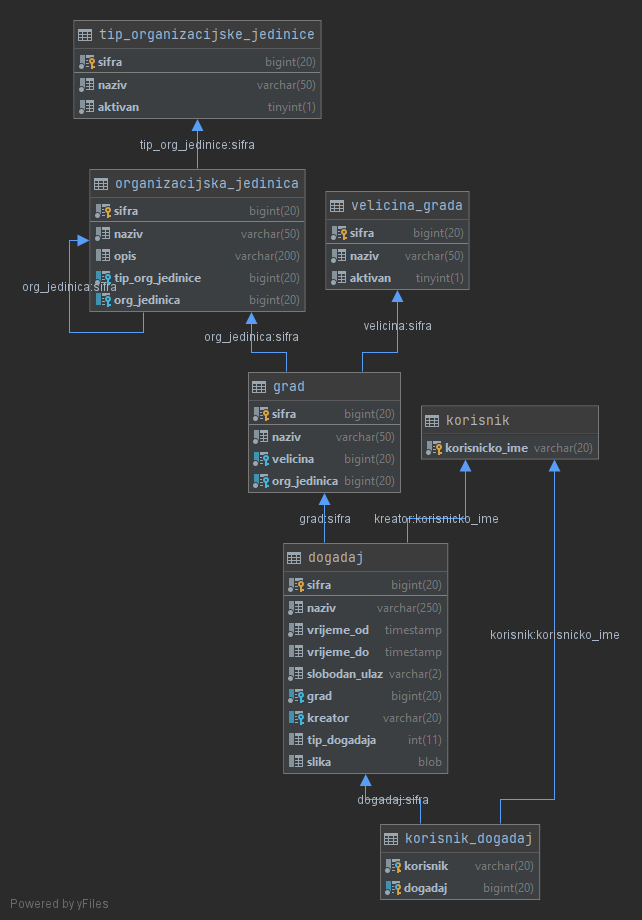 tip_organizacijske_jedinice
sifra bigint(20)
naziv varchar(50)
aktivan tinyint(1)
tip_org_jedinice:sifra
organizacijska_jedinica
sifra bigint(20)
naziv varchar(50)
opis varchar(200)
tip_org_jedinice bigint(20)
org_jedinica bigint(20)
org_jedinica:sifra
velicina_grada
sifra bigint(20)
naziv varchar(50)
aktivan tinyint(1)
org_jedinica:sifra
velicina:sifra
grad
sifra bigint(20)
naziv varchar(50)
velicina bigint(20)
org_jedinica bigint(20)
korisnik
korisnicko_ime varchar(20)
grad:sifra
kreator:korisnicko_ime
dogadaj
sifra bigint(20)
naziv varchar(250)
vrijeme_od timestamp
vrijeme_do timestamp
slobodan_ulaz varchar(2)
grad bigint(20)
kreator varchar(20)
tip_dogadaja int(11)
slika blob
korisnik:korisnicko_ime
dogadaj:sifra
korisnik_dogadaj
korisnik varchar(20)
dogadaj bigint(20)
Powered by yFiles